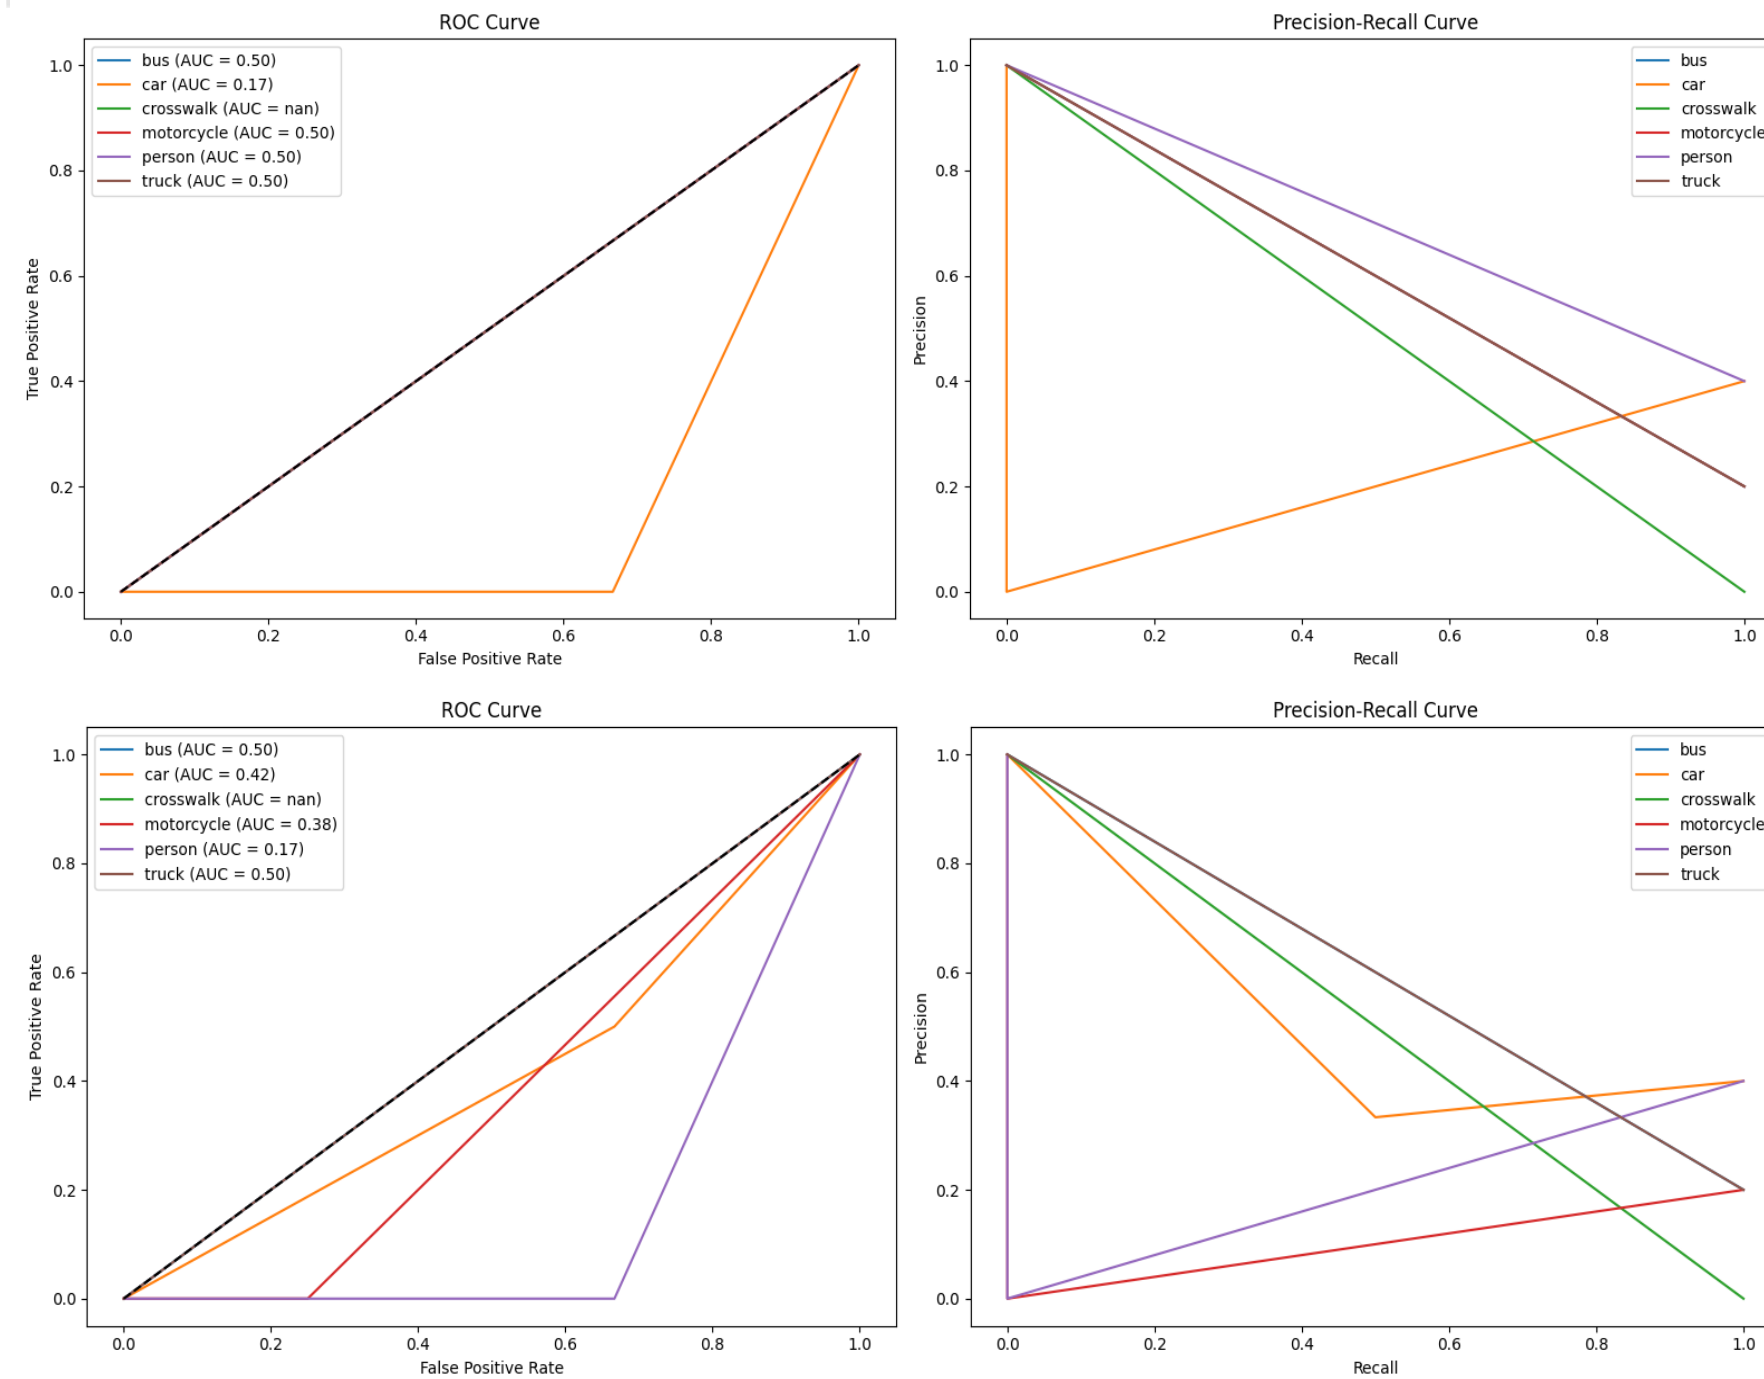 ROC Curve
bus (AUC = 0.50)
car (AUC = 0.17)
crosswalk (AUC = nan)
motorcycle (AUC = 0.50)
person (AUC = 0.50)
truck (AUC = 0.50)
True Positive Rate
1.0
0.8
0.6
0.4
0.2
0.0
0.0 0.2 0.4 0.6 0.8 1.0
False Positive Rate
Precision-Recall Curve
bus
car
crosswalk
motorcycle
person
truck
Precision
1.0
0.8
0.6
0.4
0.2
0.0
0.0 0.2 0.4 0.6 0.8 1.0
Recall
ROC Curve
bus (AUC = 0.50)
car (AUC = 0.42)
crosswalk (AUC = nan)
motorcycle (AUC = 0.38)
person (AUC = 0.17)
truck (AUC = 0.50)
True Positive Rate
1.0
0.8
0.6
0.4
0.2
0.0
0.0 0.2 0.4 0.6 0.8 1.0
False Positive Rate
Precision-Recall Curve
bus
car
crosswalk
motorcycle
person
truck
Precision
1.0
0.8
0.6
0.4
0.2
0.0
0.0 0.2 0.4 0.6 0.8 1.0
Recall